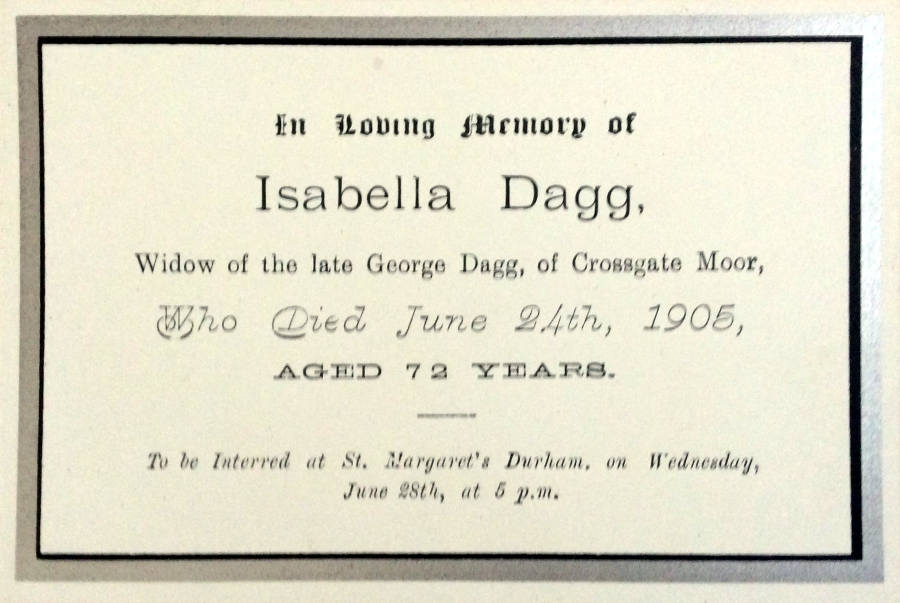 In Loving Memory of
Isabella Dagg,
Widow of the late George Dagg, of Crossgate Moor,
Who Died June 24th, 1905,
AGED 72 YEARS.
To be Interred at St. Margaret's Durham, on Wednesday,
June 28th, at 5 p.m.